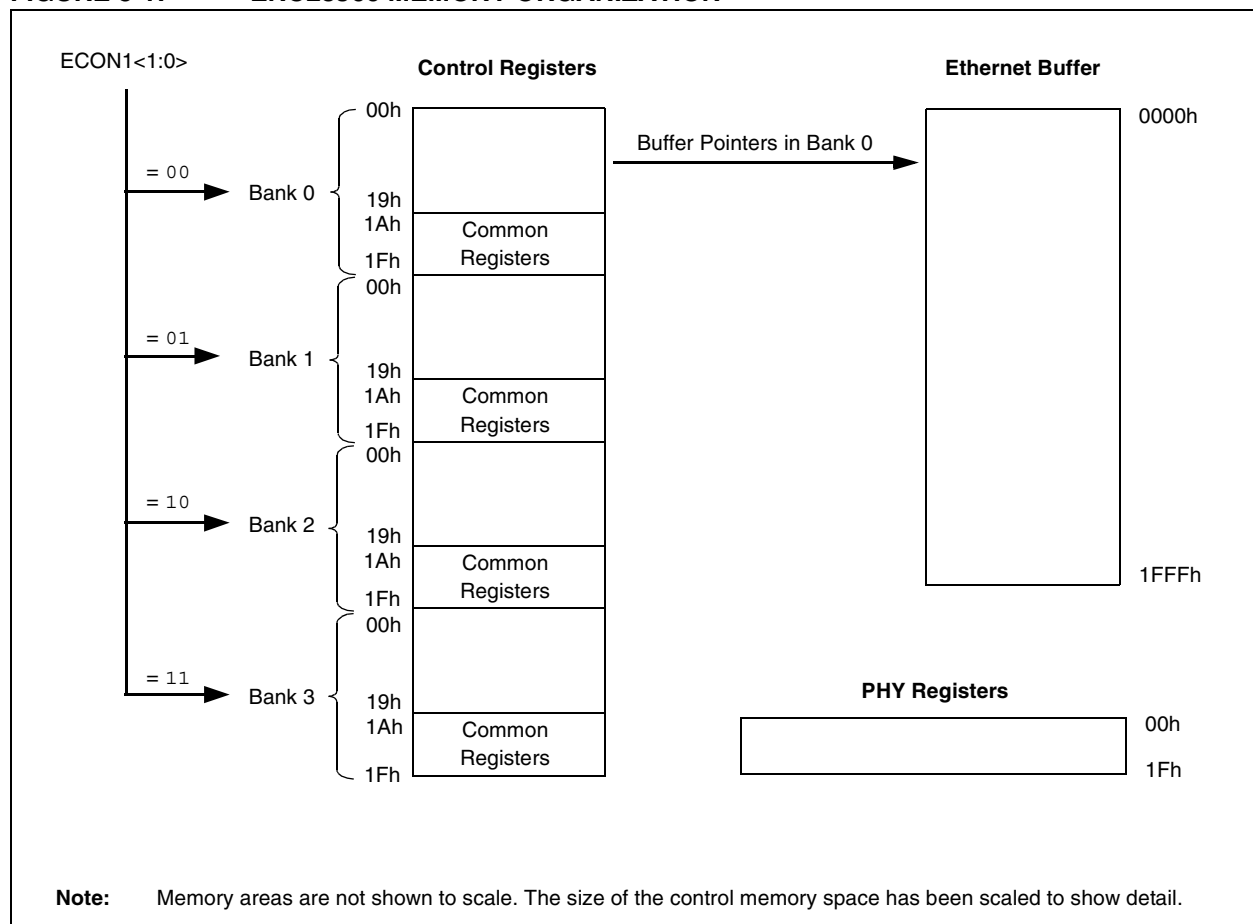 ECON1<1:0>
Control Registers
Ethernet Buffer
= 00
Bank 0
00h
19h
1Ah
1Fh
Common
Registers
Buffer Pointers in Bank 0
0000h
1FFFh
= 01
Bank 1
00h
19h
1Ah
1Fh
Common
Registers
= 10
Bank 2
00h
19h
1Ah
1Fh
Common
Registers
= 11
Bank 3
00h
19h
1Ah
1Fh
Common
Registers
PHY Registers
00h
1Fh
Note: Memory areas are not shown to scale. The size of the control memory space has been scaled to show detail.